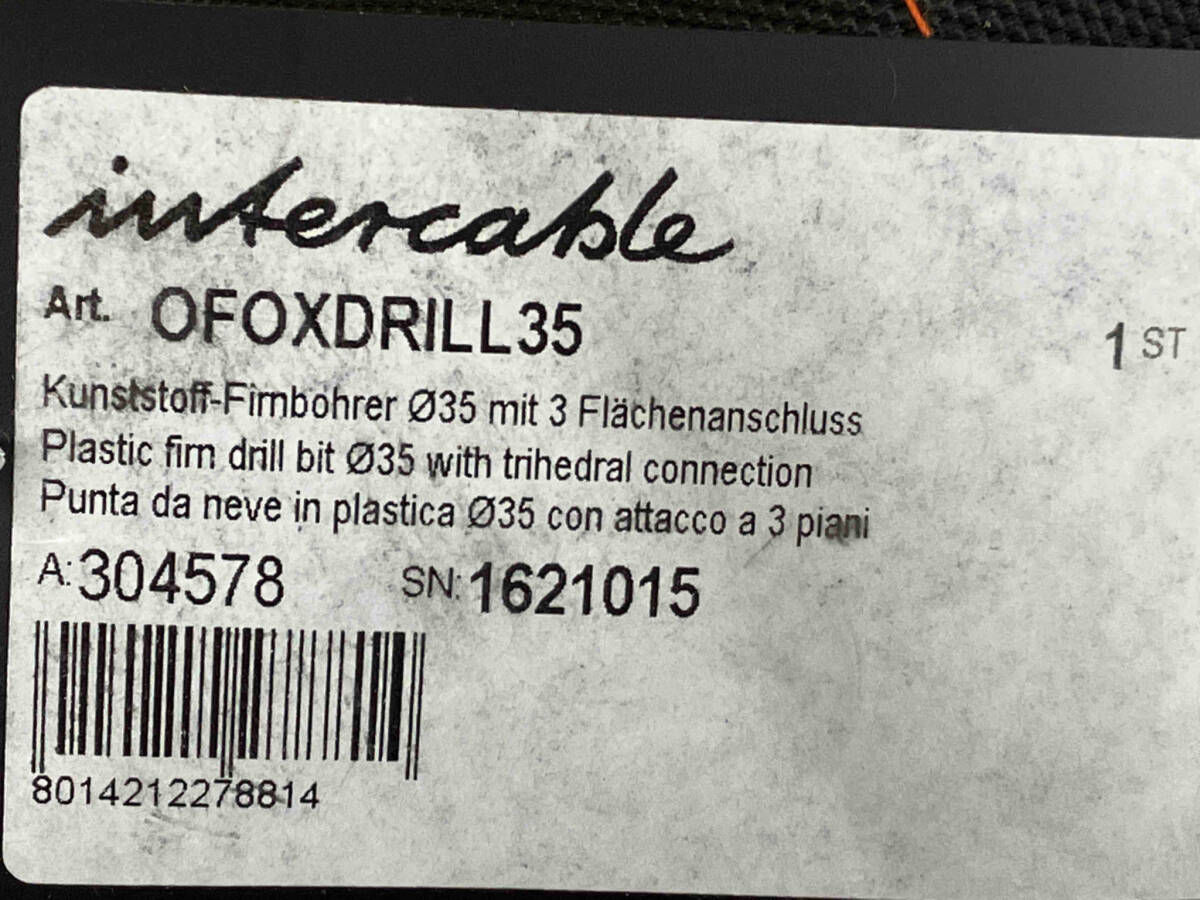 intercable
Art. OFOXDRILL35
1 ST
Kunststoff-Firnbohrer Ø35 mit 3 Flächenanschluss
Plastic firn drill bit Ø35 with trihedral connection
Punta da neve in plastica Ø35 con attacco a 3 piani
A: 304578 SN: 1621015
8014212278814